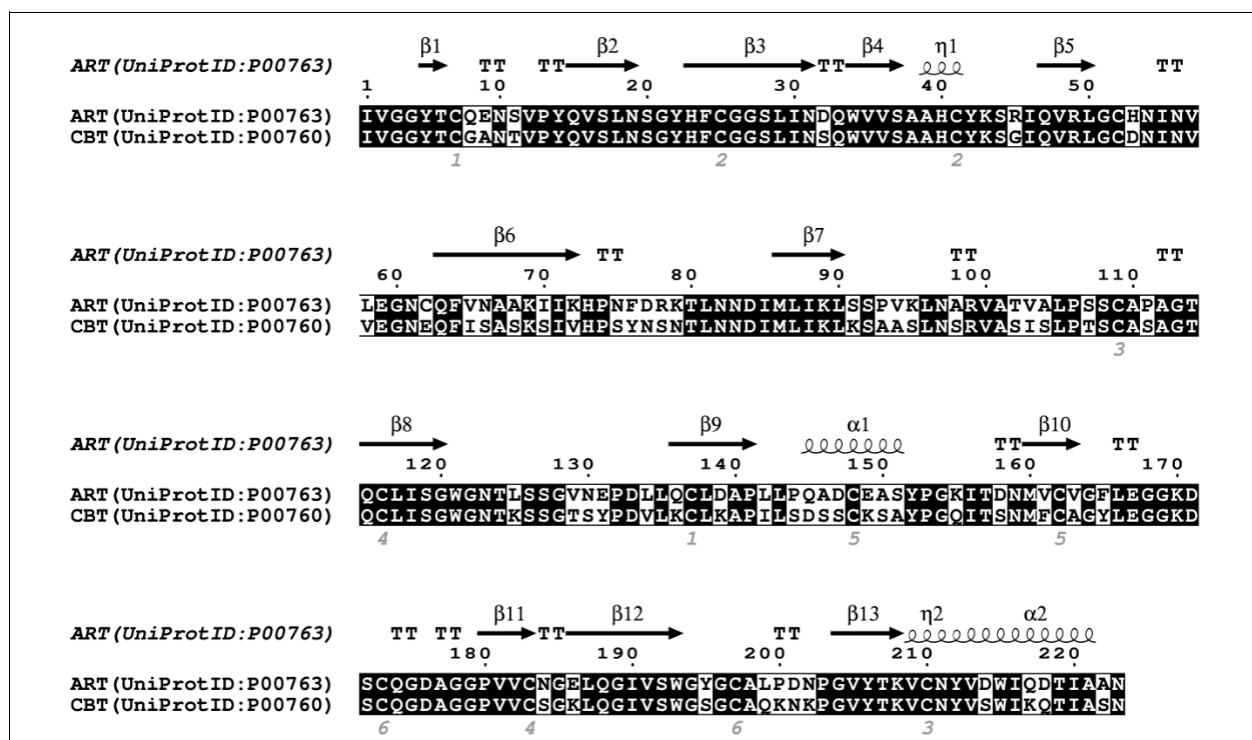 β1 TT TT β2 β3 TT β4 η1 β5 TT
ART(UniProtID:P00763)
1 10 20 30 40 50
ART(UniProtID:P00763) IVGGYTCQENSVPYQVSLNSGYHFCGGSLINDQWVVSAAHCYKSRIQVRLGCHNINV
CBT(UniProtID:P00760) IVGGYTCGANTVPYQVSLNSGYHFCGGSLINSQWVVSAAHCYKSGIQVRLGCDNINV
1 2 2
β6 TT β7 TT TT
ART(UniProtID:P00763)
60 70 80 90 100 110
ART(UniProtID:P00763) LEGNCQFVNAAKIIKHPNFDRKTLNNDIMLIKLSSPVKLNARVATVALPSSCAPAGT
CBT(UniProtID:P00760) VEGNEQFISASKSIVHPSYNSNTLNNDIMLIKLKSAASLNSRVASISLPTSCASAGT
3
β8 β9 α1 TT β10 TT
ART(UniProtID:P00763)
120 130 140 150 160 170
ART(UniProtID:P00763) QCLISGWGNTLSSGVNEPDLLQCLDAPLLPQADCEASYPGKITDNMVCVGFLEGGKD
CBT(UniProtID:P00760) QCLISGWGNTKSSGTSYPDVLKCLKAPILSDSSCKSAYPGQITSNMFCAGYLEGGKD
4 1 5 5
TT TT β11 TT β12 TT β13 η2 α2
ART(UniProtID:P00763)
180 190 200 210 220
ART(UniProtID:P00763) SCQGDAGGPVVCNGELQGIVSWGYGCALPDNPGVYTKVCNYVDWIQDTIAAN
CBT(UniProtID:P00760) SCQGDAGGPVVCSGKLQGIVSWGSGCAQKNKPGVYTKVCNYVSWIKQTIASN
6 4 6 3